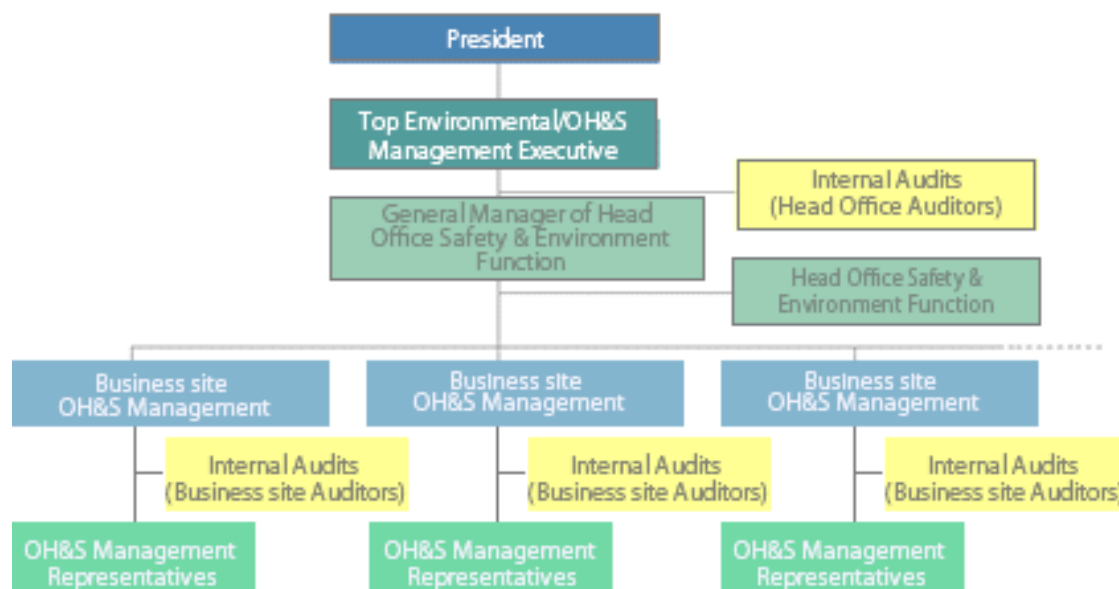 President
Top Environmental/OH&S
Management Executive
Internal Audits
(Head Office Auditors)
General Manager of Head
Office Safety & Environment
Function
Head Office Safety &
Environment Function
Business site
OH&S Management
Business site
OH&S Management
Business site
OH&S Management
Internal Audits
(Business site Auditors)
Internal Audits
(Business site Auditors)
Internal Audits
(Business site Auditors)
OH&S Management
Representatives
OH&S Management
Representatives
OH&S Management
Representatives